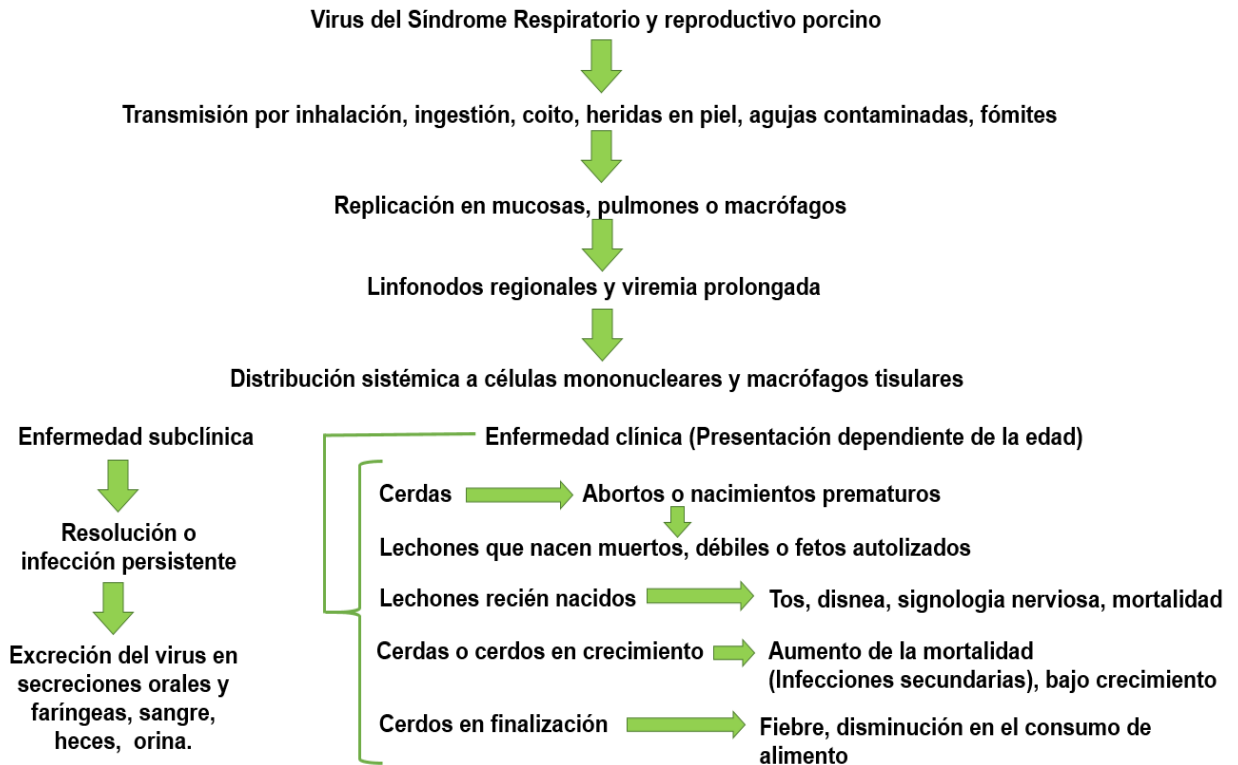 Virus del Síndrome Respiratorio y reproductivo porcino
Transmisión por inhalación, ingestión, coito, heridas en piel, agujas contaminadas, fómites
Replicación en mucosas, pulmones o macrófagos
Linfonodos regionales y viremia prolongada
Distribución sistémica a células mononucleares y macrófagos tisulares
Enfermedad subclínica
Resolución o
infección persistente
Excreción del virus en
secreciones orales y
faríngeas, sangre,
heces, orina.
Enfermedad clínica (Presentación dependiente de la edad)
Cerdas
Abortos o nacimientos prematuros
Lechones que nacen muertos, débiles o fetos autolizados
Lechones recién nacidos
Tos, disnea, signologia nerviosa, mortalidad
Cerdas o cerdos en crecimiento
Aumento de la mortalidad
(Infecciones secundarias), bajo crecimiento
Cerdos en finalización
Fiebre, disminución en el consumo de
alimento